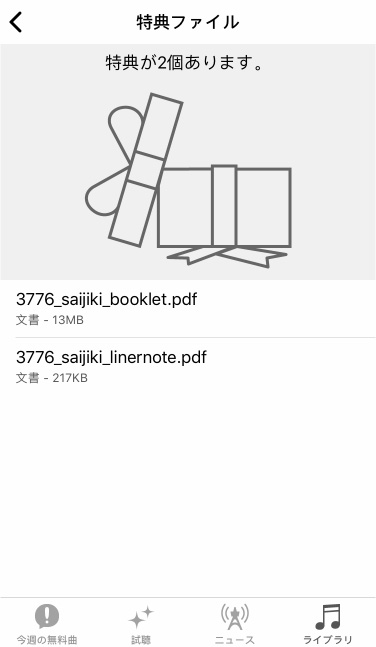 特典ファイル
特典が2個あります。
3776_saijiki_booklet.pdf
文書 - 13MB
3776_saijiki_linernote.pdf
文書 - 217KB
今週の無料曲
試聴
ニュース
ライブラリ